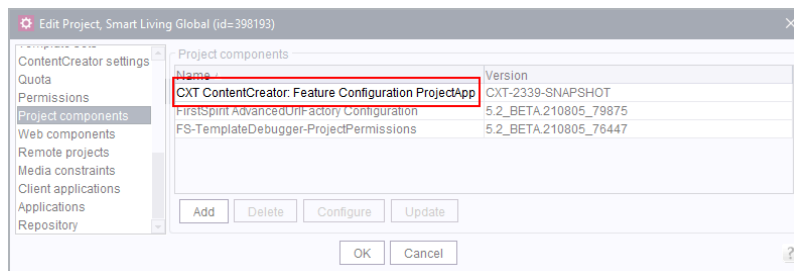 Edit Project, Smart Living Global (id=398193)
ContentCreator settings
Quota
Permissions
Project components
Web components
Remote projects
Media constraints
Client applications
Applications
Repository
Project components
Name Version
CXT ContentCreator: Feature Configuration ProjectApp CXT-2339-SNAPSHOT
FirstSpirit AdvancedUrlFactory Configuration 5.2_BETA.210805_79875
FS-TemplateDebugger-ProjectPermissions 5.2_BETA.210805_76447
Add Delete Configure Update
OK Cancel
?